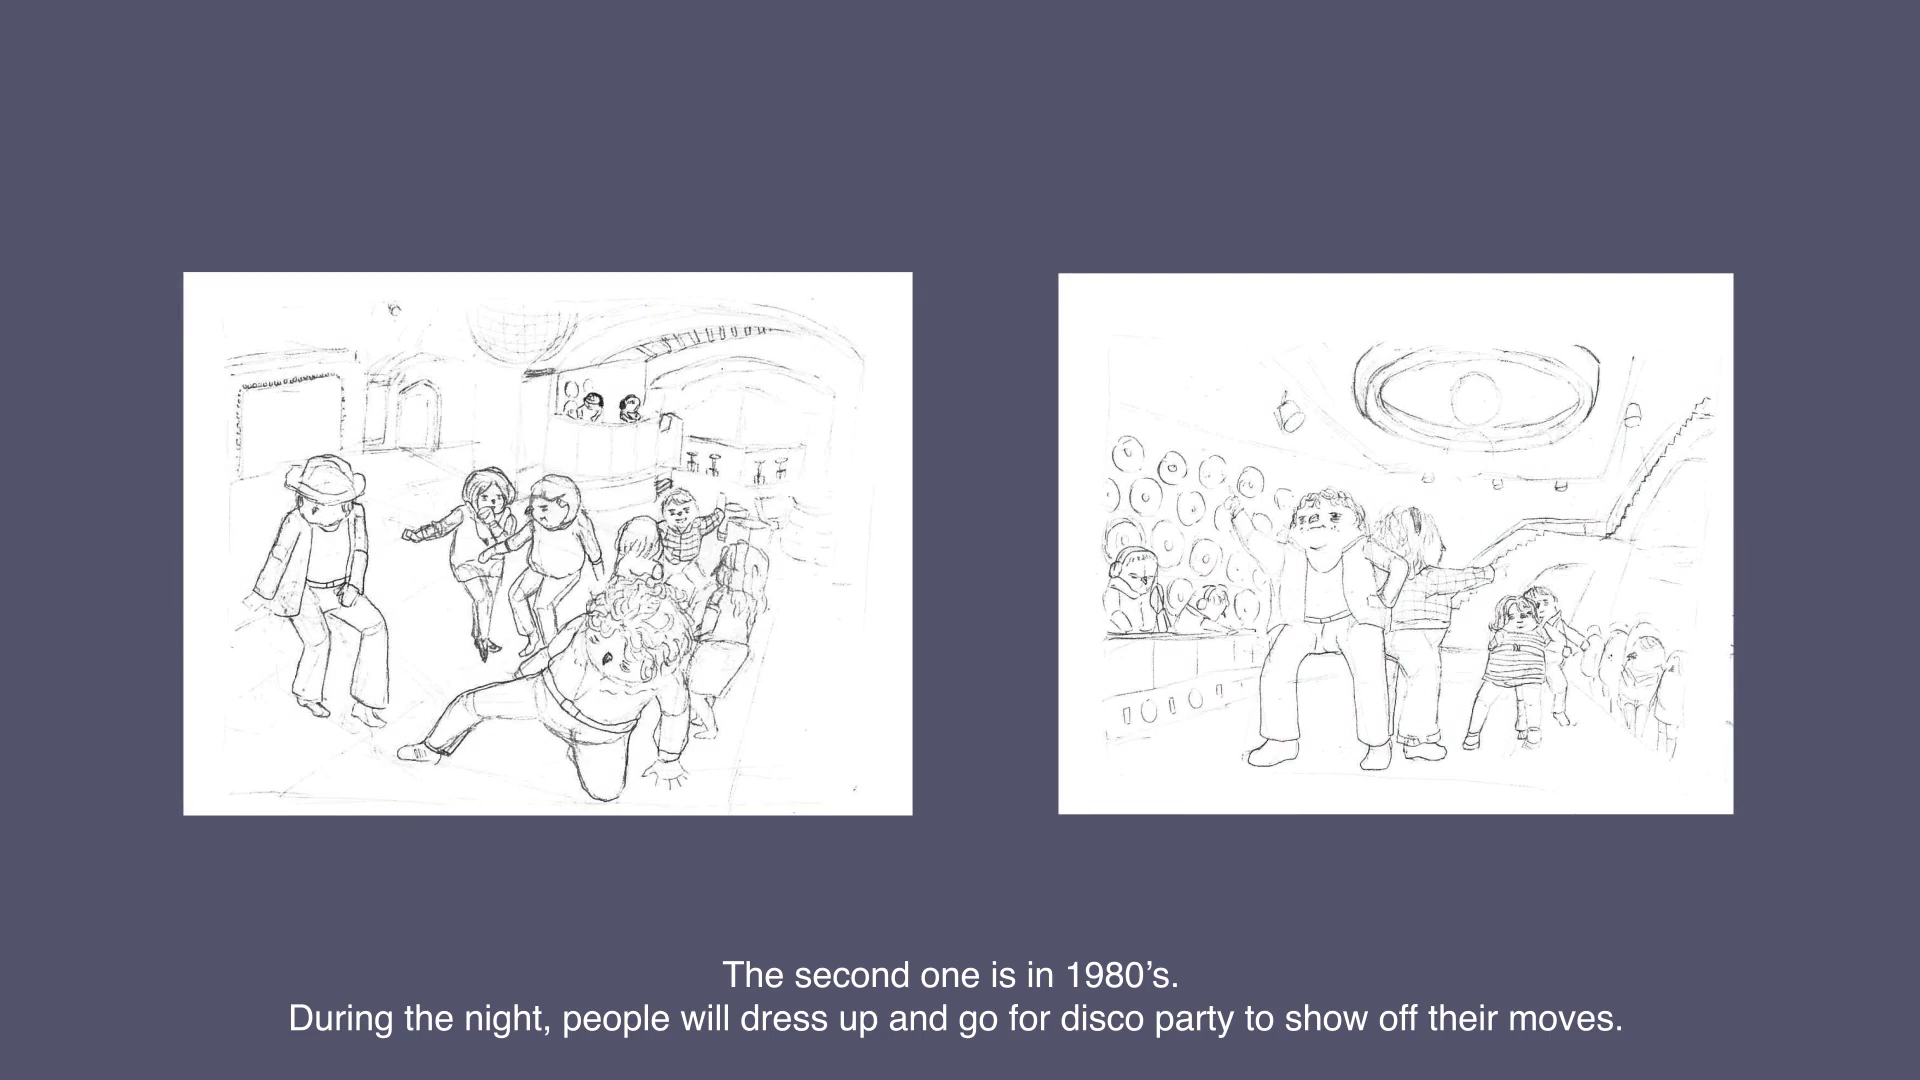 The second one is in 1980’s.
During the night, people will dress up and go for disco party to show off their moves.